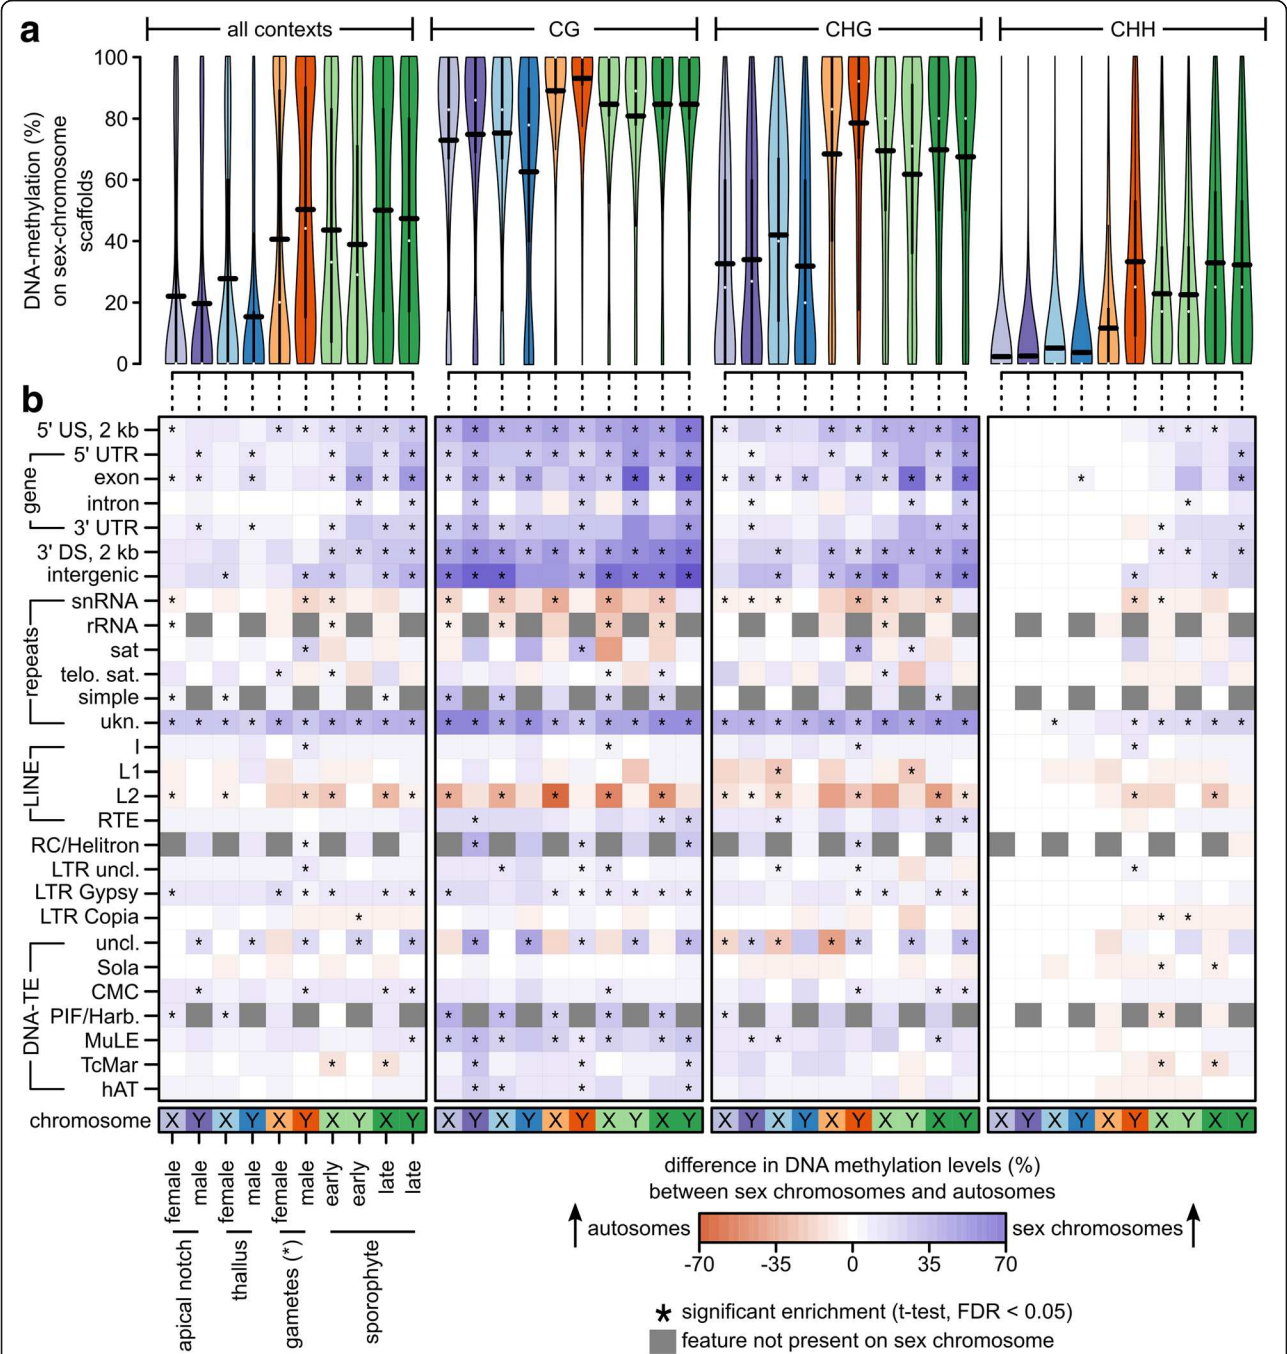 a
all contexts
CG
CHG
CHH
DNA-methylation (%)
on sex-chromosome
scaffolds
100
80
60
40
20
0
b
5' US, 2 kb
5' UTR
exon
intron
3' UTR
gene
3' DS, 2 kb
intergenic
snRNA
rRNA
sat
telo. sat.
simple
ukn.
repeats
I
L1
L2
RTE
LINE
RC/Helitron
LTR uncl.
LTR Gypsy
LTR Copia
uncl.
Sola
CMC
PIF/Harb.
MuLE
TcMar
hAT
DNA-TE
chromosome
X Y X Y X Y X Y X Y
X Y X Y X Y X Y X Y
X Y X Y X Y X Y X Y
X Y X Y X Y X Y X Y
female
male
female
male
female
male
early
early
late
late
apical notch
thallus
gametes (*)
sporophyte
difference in DNA methylation levels (%)
between sex chromosomes and autosomes
autosomes
sex chromosomes
-70 -35 0 35 70
* significant enrichment (t-test, FDR < 0.05)
feature not present on sex chromosome